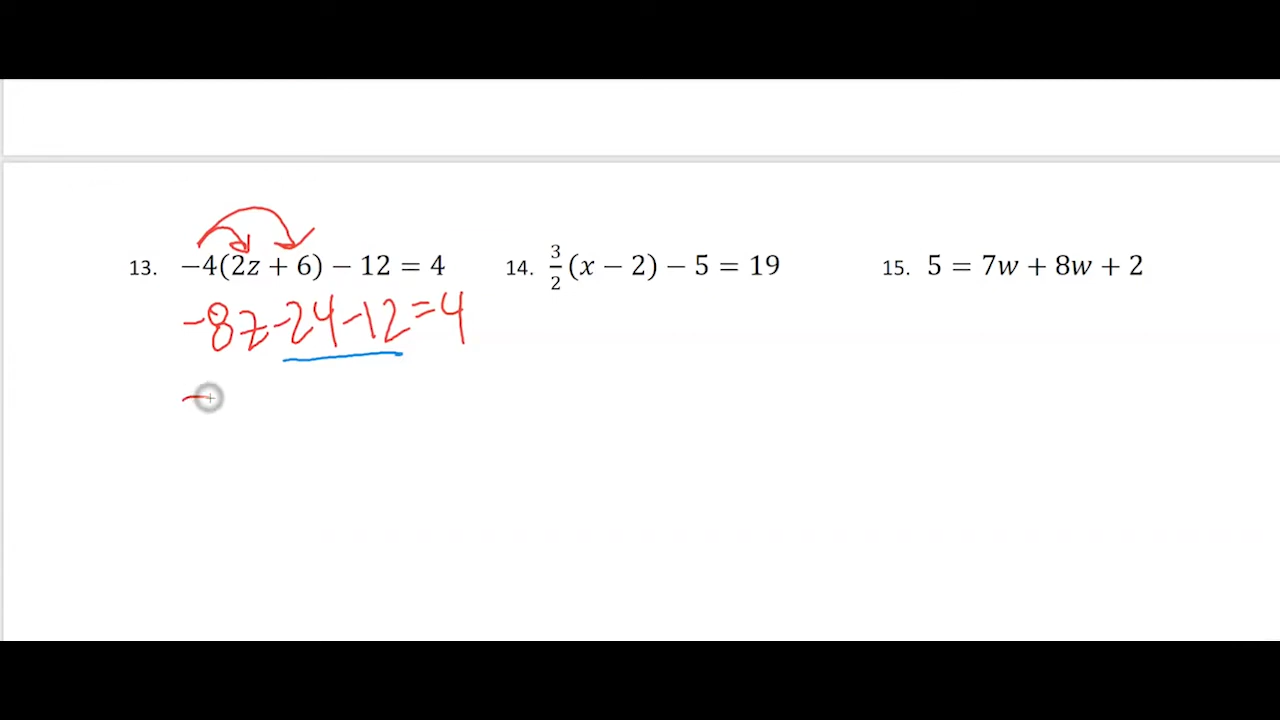 13. −4(2z + 6) − 12 = 4
14. 3/2 (x − 2) − 5 = 19
15. 5 = 7w + 8w + 2
-8z-24-12=4
-